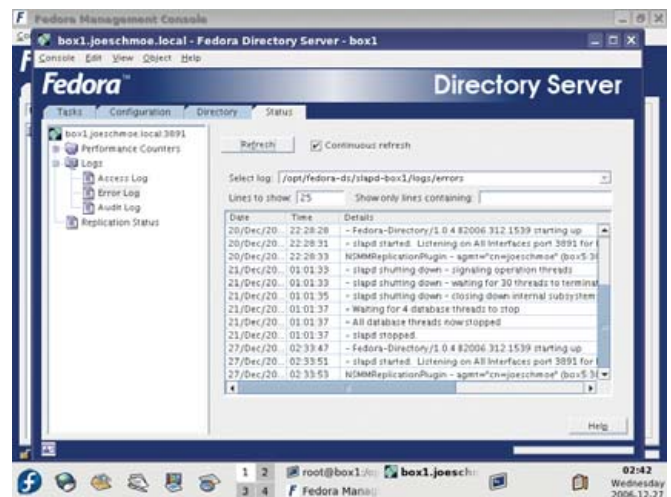 Fedora Management Console
box1.joeschmoe.local - Fedora Directory Server - box1
Console Edit View Object Help
Fedora™
Directory Server
Tasks Configuration Directory Status
box1.joeschmoe.local:3891
Performance Counters
Logs
Access Log
Error Log
Audit Log
Replication Status
Refresh
Continuous refresh
Select log: /opt/fedora-ds/slapd-box1/logs/errors
Lines to show: 25 Show only lines containing:
Date Time Details
20/Dec/20... 22:28:28 - Fedora-Directory/1.0.4 B2006.312.1539 starting up
20/Dec/20... 22:28:31 - slapd started. Listening on All Interfaces port 3891 for
20/Dec/20... 22:28:33 NSMMReplicationPlugin - agmt="cn=joeschmoe" (box5:3
21/Dec/20... 01:01:33 - slapd shutting down - signaling operation threads
21/Dec/20... 01:01:33 - slapd shutting down - waiting for 30 threads to terminat
21/Dec/20... 01:01:35 - slapd shutting down - closing down internal subsystem
21/Dec/20... 01:01:37 - Waiting for 4 database threads to stop
21/Dec/20... 01:01:37 - All database threads now stopped
21/Dec/20... 01:01:37 - slapd stopped.
27/Dec/20... 02:33:47 - Fedora-Directory/1.0.4 B2006.312.1539 starting up
27/Dec/20... 02:33:51 - slapd started. Listening on All Interfaces port 3891 for
27/Dec/20... 02:33:53 NSMMReplicationPlugin - agmt="cn=joeschmoe" (box5:3
Help
1 2 root@box1:/o box1.joesch
3 4 Fedora Manag
02:42
Wednesday
2006-12-27